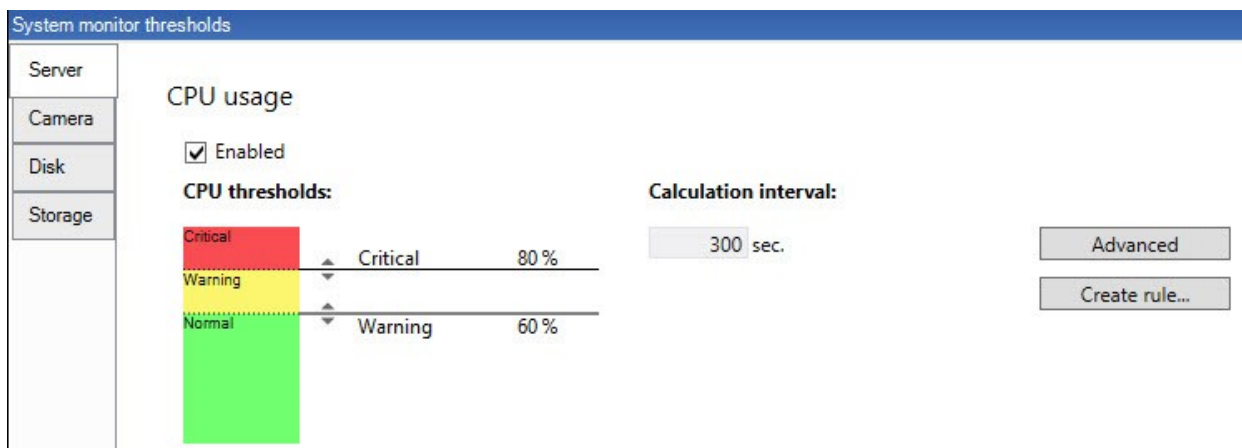 System monitor thresholds
Server
Camera
Disk
Storage
CPU usage
Enabled
CPU thresholds:
Critical
Warning
Normal
Critical 80 %
Warning 60 %
Calculation interval:
300 sec.
Advanced
Create rule...